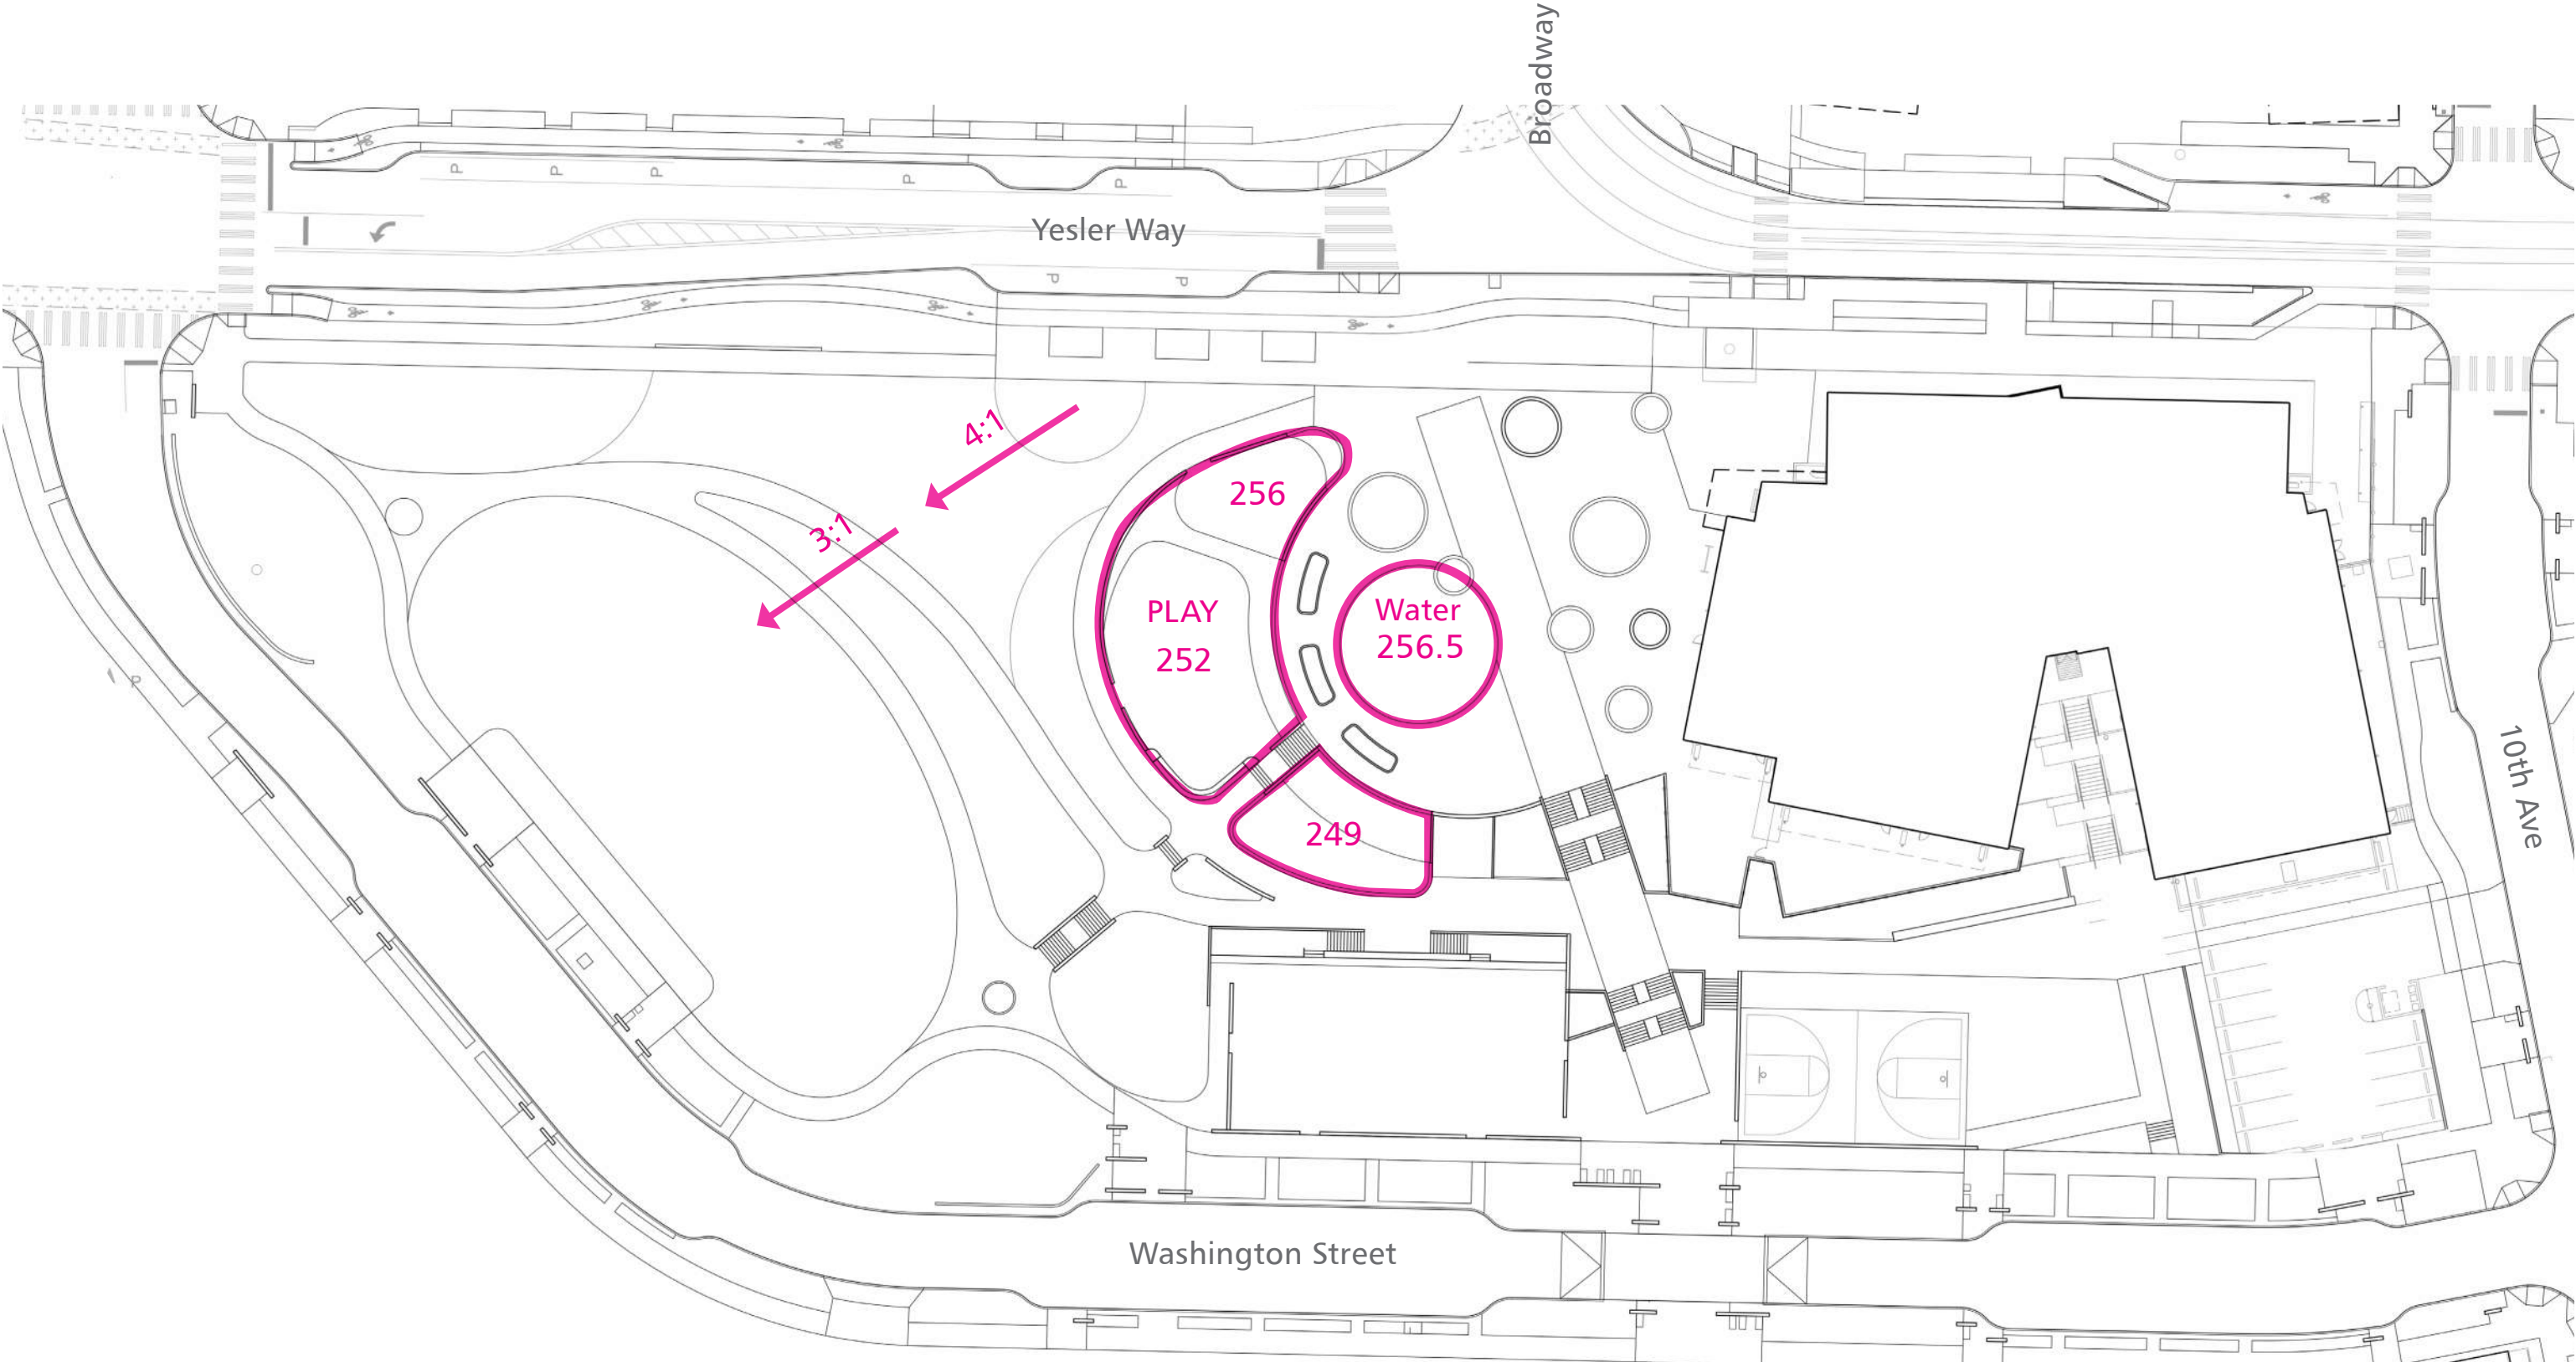 Broadway
P
P
P
P
P
Yesler Way
P
P
4:1
256
3:1
PLAY
252
Water
256.5
P
249
10th Ave
Washington Street